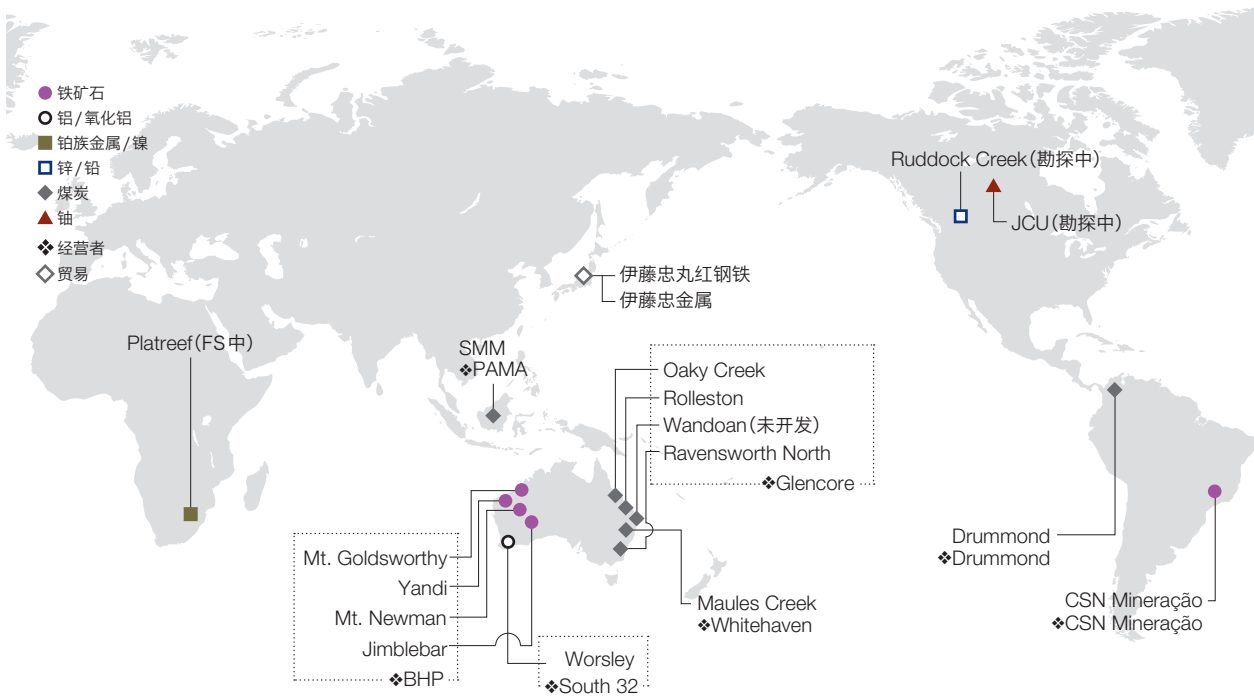 铁矿石
铝/氧化铝
铂族金属/镍
锌/铅
煤炭
铀
❖经营者
贸易
Ruddock Creek(勘探中)
JCU(勘探中)
伊藤忠丸红钢铁
伊藤忠金属
Platreef(FS中)
SMM
❖PAMA
Oaky Creek
Rolleston
Wandoan(未开发)
Ravensworth North
❖Glencore
Mt. Goldsworthy
Yandi
Mt. Newman
Jimblebar
❖BHP
Worsley
❖South 32
Maules Creek
❖Whitehaven
Drummond
❖Drummond
CSN Mineração
❖CSN Mineração